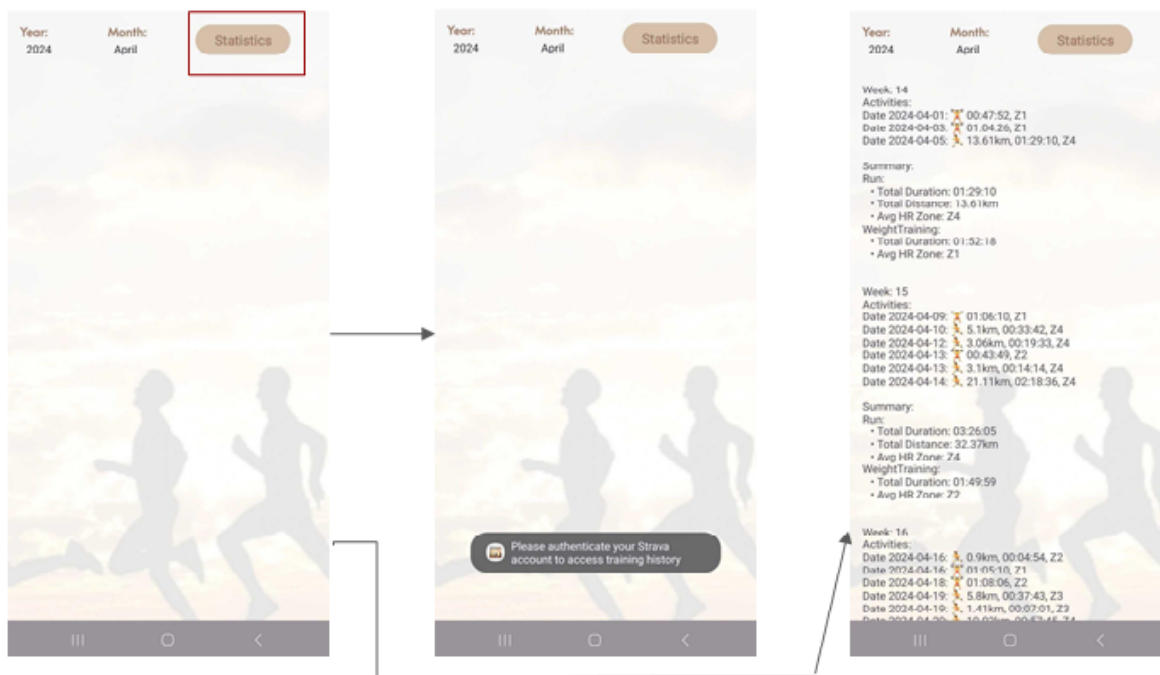 Year: Month: Statistics
2024 April
Year: Month: Statistics
2024 April
Please authenticate your Strava
account to access training history
Year: Month: Statistics
2024 April
Week: 14
Activities:
Date 2024-04-01: 🏋 00:47:52, Z1
Date 2024-04-03: 🏋 01:04:26, Z1
Date 2024-04-05: 🏃 13.61km, 01:29:10, Z4
Summary:
Run:
• Total Duration: 01:29:10
• Total Distance: 13.61km
• Avg HR Zone: Z4
WeightTraining:
• Total Duration: 01:52:18
• Avg HR Zone: Z1
Week: 15
Activities:
Date 2024-04-09: 🏋 01:06:10, Z1
Date 2024-04-10: 🏃 5.1km, 00:33:42, Z4
Date 2024-04-12: 🏃 3.06km, 00:19:33, Z4
Date 2024-04-13: 🏋 00:43:49, Z2
Date 2024-04-13: 🏃 3.1km, 00:14:14, Z4
Date 2024-04-14: 🏃 21.11km, 02:18:36, Z4
Summary:
Run:
• Total Duration: 03:26:05
• Total Distance: 32.37km
• Avg HR Zone: Z4
WeightTraining:
• Total Duration: 01:49:59
• Avg HR Zone: Z2
Week: 16
Activities:
Date 2024-04-16: 🏃 0.9km, 00:04:54, Z2
Date 2024-04-16: 🏋 01:05:10, Z1
Date 2024-04-18: 🏋 01:08:06, Z2
Date 2024-04-19: 🏃 5.8km, 00:37:43, Z3
Date 2024-04-19: 🏃 1.41km, 00:07:01, Z3